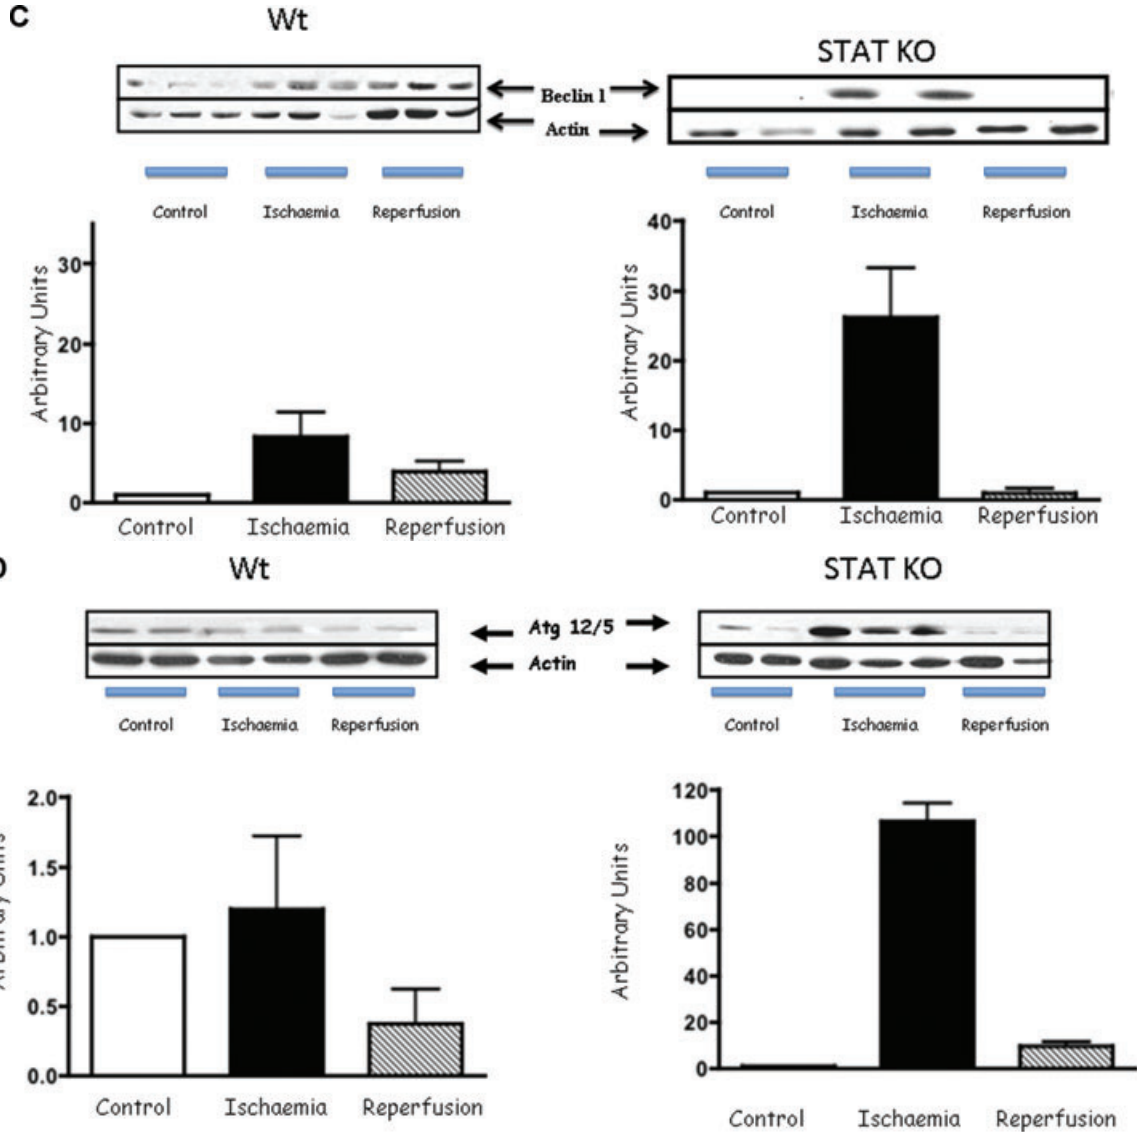 C
Wt
STAT KO
Beclin 1
Actin
Control Ischaemia Reperfusion
Control Ischaemia Reperfusion
Arbitrary Units
30
20
10
0
Control Ischaemia Reperfusion
Arbitrary Units
40
30
20
10
0
Control Ischaemia Reperfusion
Wt
STAT KO
Atg 12/5
Actin
Control Ischaemia Reperfusion
Control Ischaemia Reperfusion
2.0
1.5
1.0
0.5
0.0
Control Ischaemia Reperfusion
Arbitrary Units
120
100
80
60
40
20
0
Control Ischaemia Reperfusion